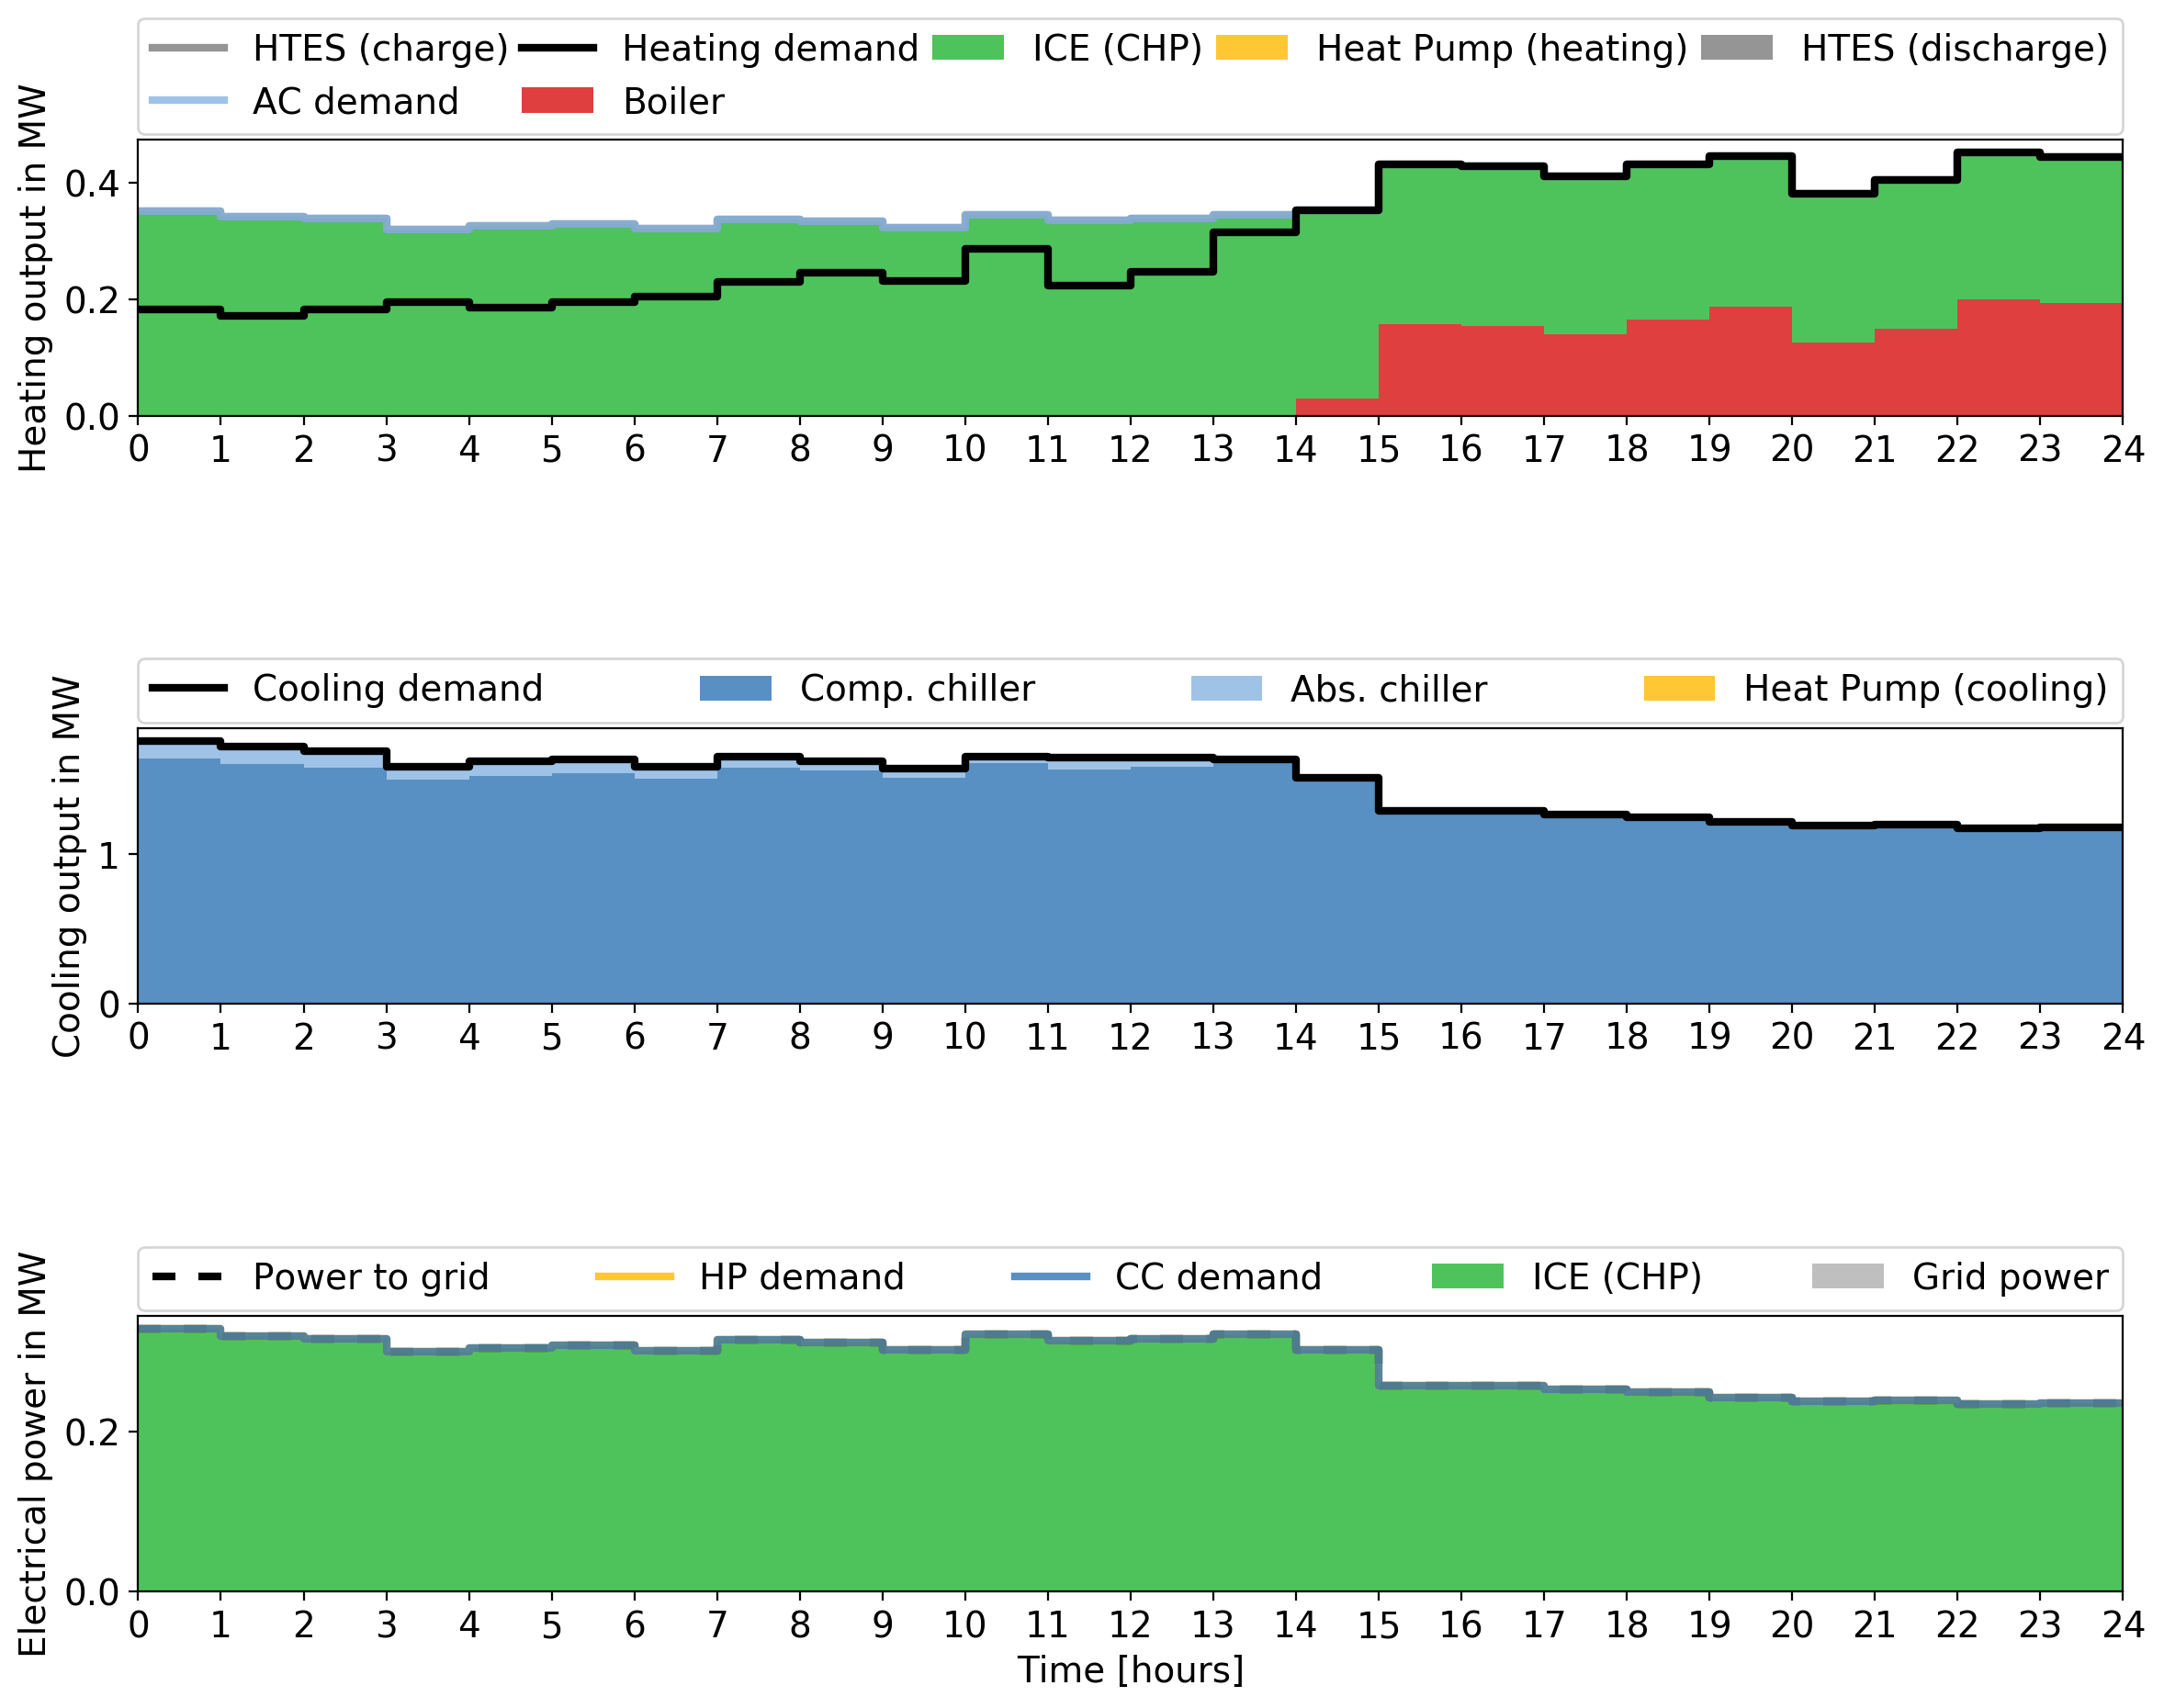 HTES (charge) Heating demand ICE (CHP) Heat Pump (heating) HTES (discharge)
AC demand Boiler
Heating output in MW
0.4
0.2
0.0
0 1 2 3 4 5 6 7 8 9 10 11 12 13 14 15 16 17 18 19 20 21 22 23 24
Cooling demand Comp. chiller Abs. chiller Heat Pump (cooling)
Cooling output in MW
1
0
0 1 2 3 4 5 6 7 8 9 10 11 12 13 14 15 16 17 18 19 20 21 22 23 24
Power to grid HP demand CC demand ICE (CHP) Grid power
Electrical power in MW
0.2
0.0
0 1 2 3 4 5 6 7 8 9 10 11 12 13 14 15 16 17 18 19 20 21 22 23 24
Time [hours]